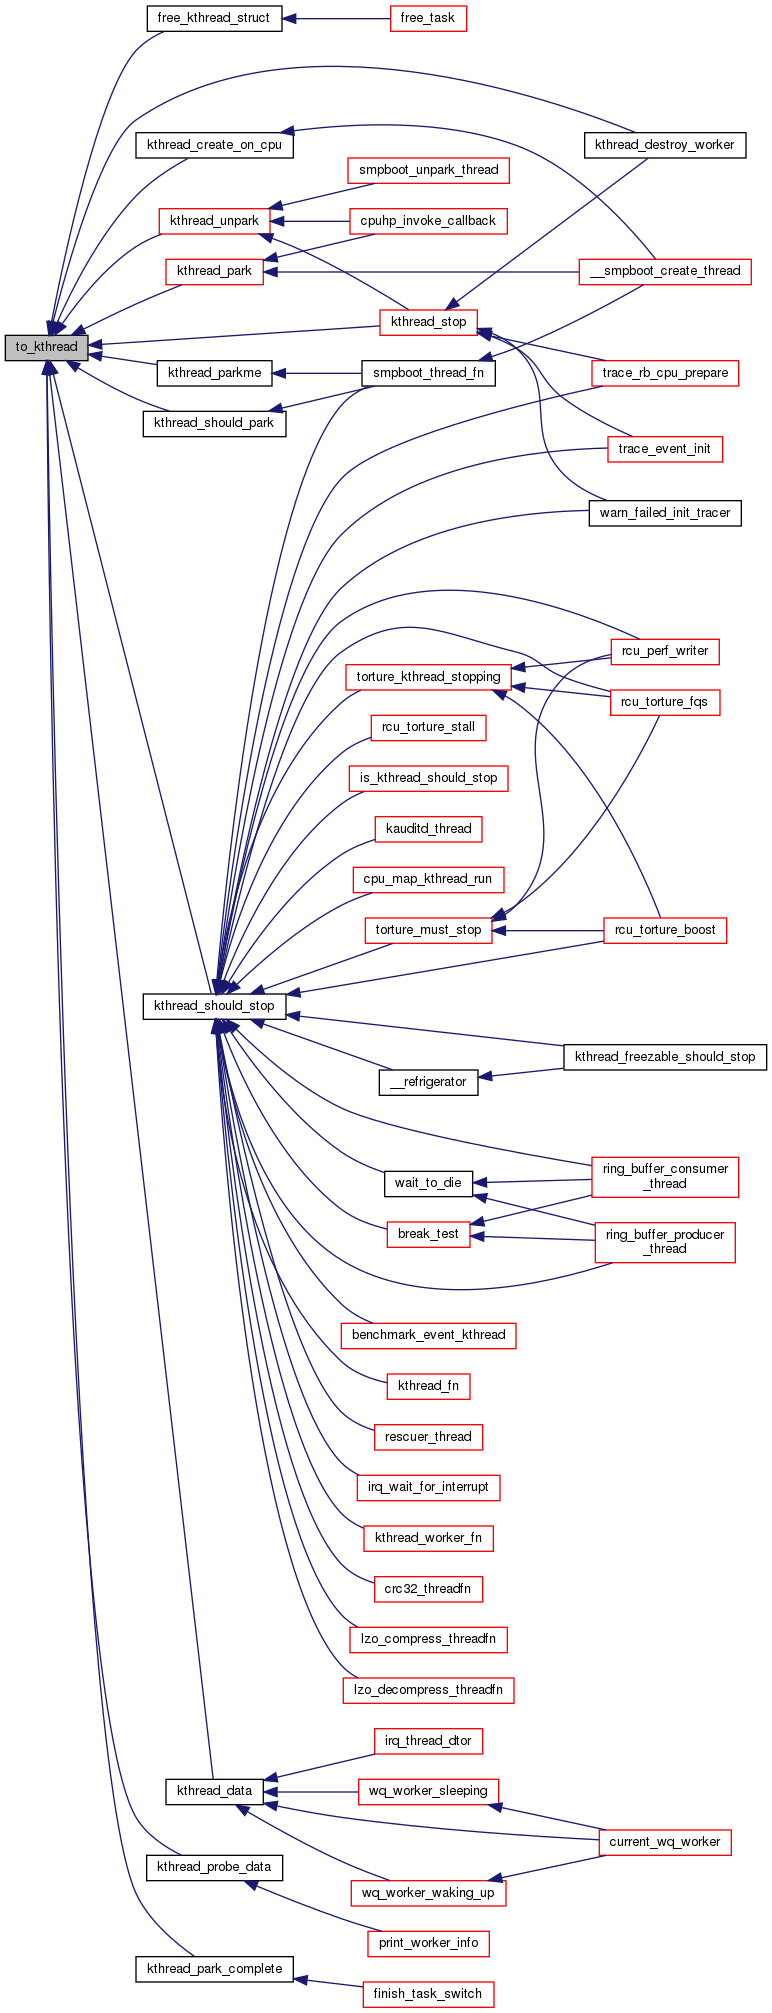 free_kthread_struct
free_task
kthread_create_on_cpu
kthread_destroy_worker
smpboot_unpark_thread
kthread_unpark
cpuhp_invoke_callback
kthread_park
__smpboot_create_thread
kthread_stop
to_kthread
kthread_parkme
smpboot_thread_fn
trace_rb_cpu_prepare
kthread_should_park
trace_event_init
warn_failed_init_tracer
rcu_perf_writer
torture_kthread_stopping
rcu_torture_fqs
rcu_torture_stall
is_kthread_should_stop
kauditd_thread
cpu_map_kthread_run
torture_must_stop
rcu_torture_boost
kthread_should_stop
kthread_freezable_should_stop
__refrigerator
ring_buffer_consumer
_thread
wait_to_die
break_test
ring_buffer_producer
_thread
benchmark_event_kthread
kthread_fn
rescuer_thread
irq_wait_for_interrupt
kthread_worker_fn
crc32_threadfn
lzo_compress_threadfn
lzo_decompress_threadfn
irq_thread_dtor
kthread_data
wq_worker_sleeping
current_wq_worker
kthread_probe_data
wq_worker_waking_up
print_worker_info
kthread_park_complete
finish_task_switch